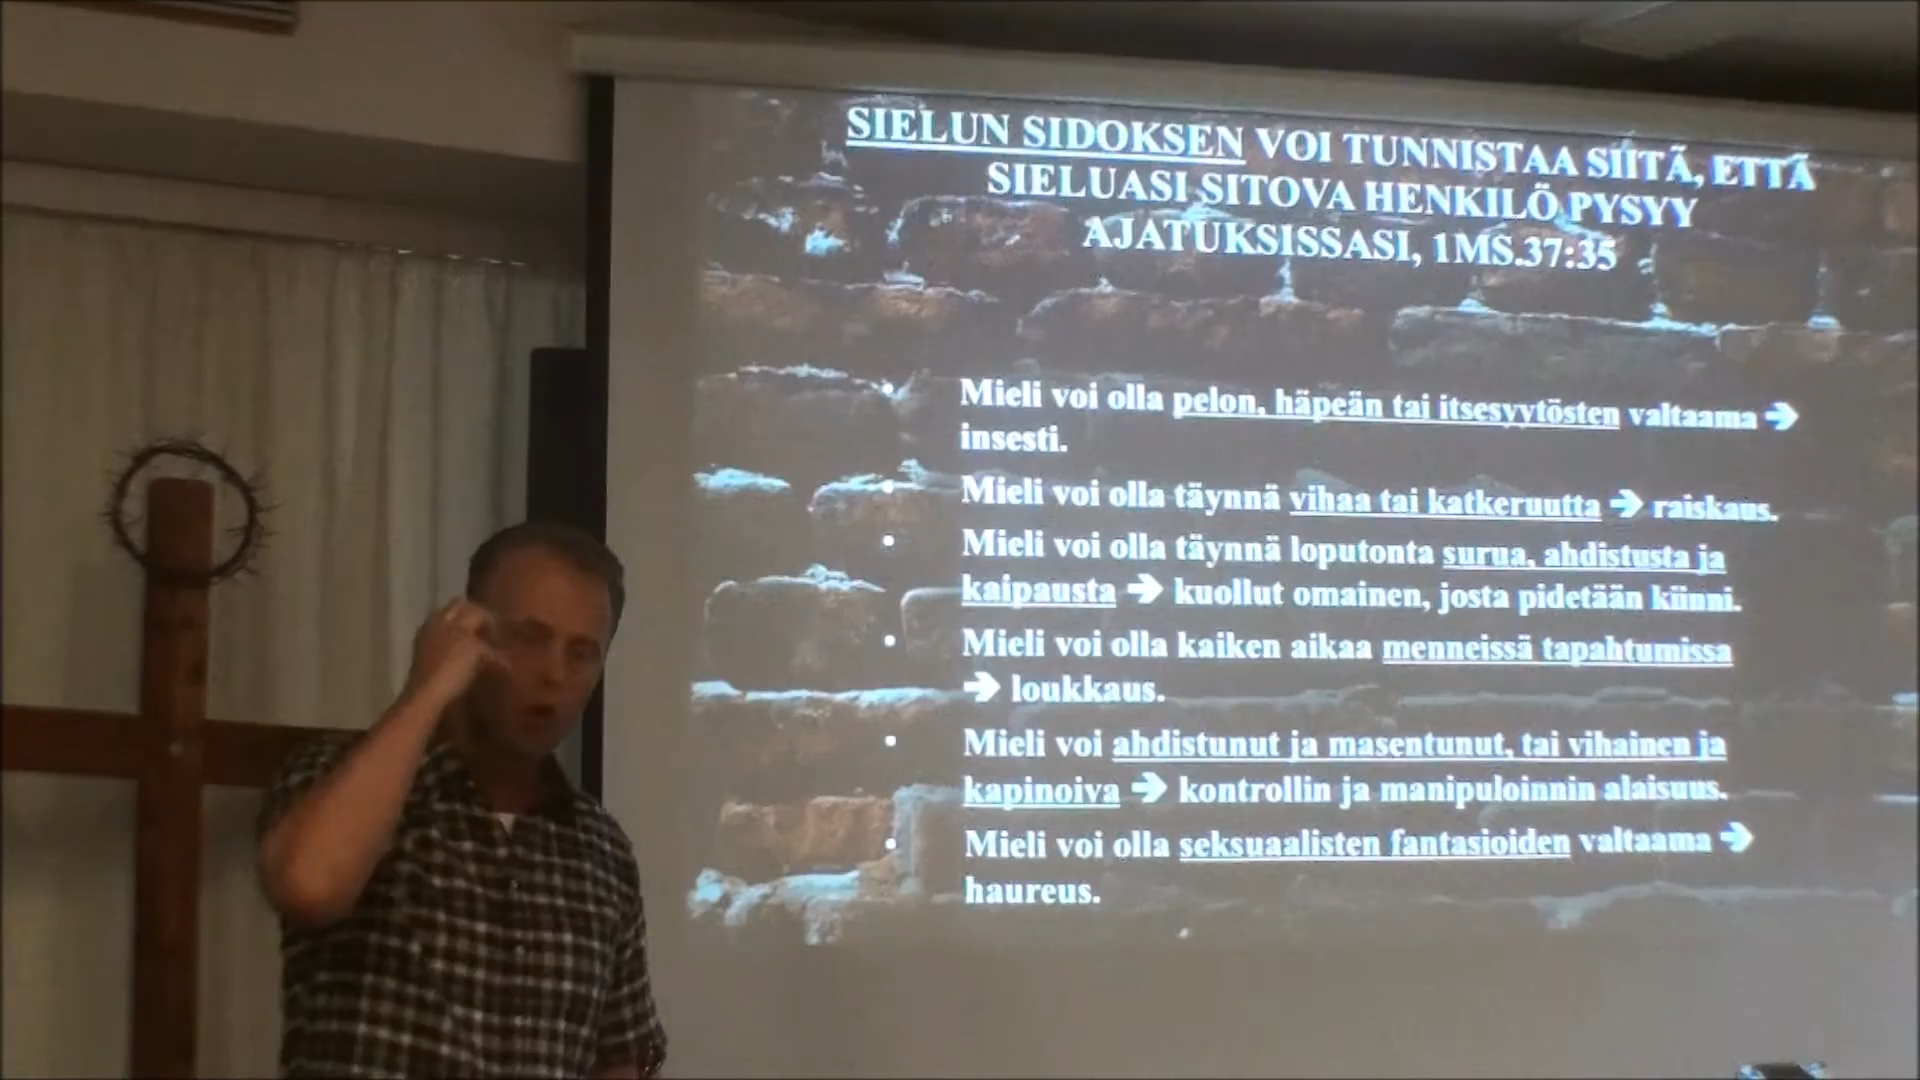 SIELUN SIDOKSEN VOI TUNNISTAA SIITÄ, ETTÄ
SIELUASI SITOVA HENKILÖ PYSYY
AJATUKSISSASI, 1MS.37:35
• Mieli voi olla pelon, häpeän tai itsesyytösten valtaama ➔
insesti.
• Mieli voi olla täynnä vihaa tai katkeruutta ➔ raiskaus.
• Mieli voi olla täynnä loputonta surua, ahdistusta ja
kaipausta ➔ kuollut omainen, josta pidetään kiinni.
• Mieli voi olla kaiken aikaa menneissä tapahtumissa
➔ loukkaus.
• Mieli voi ahdistunut ja masentunut, tai vihainen ja
kapinoiva ➔ kontrollin ja manipuloinnin alaisuus.
• Mieli voi olla seksuaalisten fantasioiden valtaama ➔
haureus.